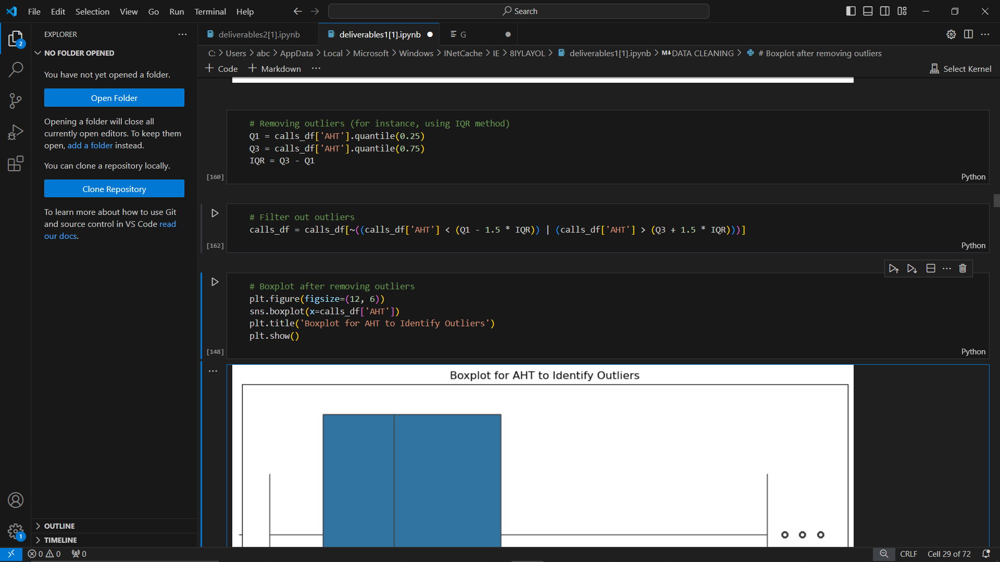 File Edit Selection View Go Run Terminal Help
Search
EXPLORER
2
NO FOLDER OPENED
You have not yet opened a folder.
Open Folder
Opening a folder will close all
currently open editors. To keep them
open, add a folder instead.
You can clone a repository locally.
Clone Repository
To learn more about how to use Git
and source control in VS Code read
our docs.
OUTLINE
TIMELINE
1
deliverables2[1].ipynb
deliverables1[1].ipynb
G
C: > Users > abc > AppData > Local > Microsoft > Windows > INetCache > IE > 8IYLAYOL > deliverables1[1].ipynb > M↓DATA CLEANING > # Boxplot after removing outliers
+ Code + Markdown ...
Select Kernel
# Removing outliers (for instance, using IQR method)
Q1 = calls_df['AHT'].quantile(0.25)
Q3 = calls_df['AHT'].quantile(0.75)
IQR = Q3 - Q1
[160]
Python
# Filter out outliers
calls_df = calls_df[~((calls_df['AHT'] < (Q1 - 1.5 * IQR)) | (calls_df['AHT'] > (Q3 + 1.5 * IQR)))]
[162]
Python
# Boxplot after removing outliers
plt.figure(figsize=(12, 6))
sns.boxplot(x=calls_df['AHT'])
plt.title('Boxplot for AHT to Identify Outliers')
plt.show()
[148]
Python
Boxplot for AHT to Identify Outliers
0 0 0
CRLF Cell 29 of 72